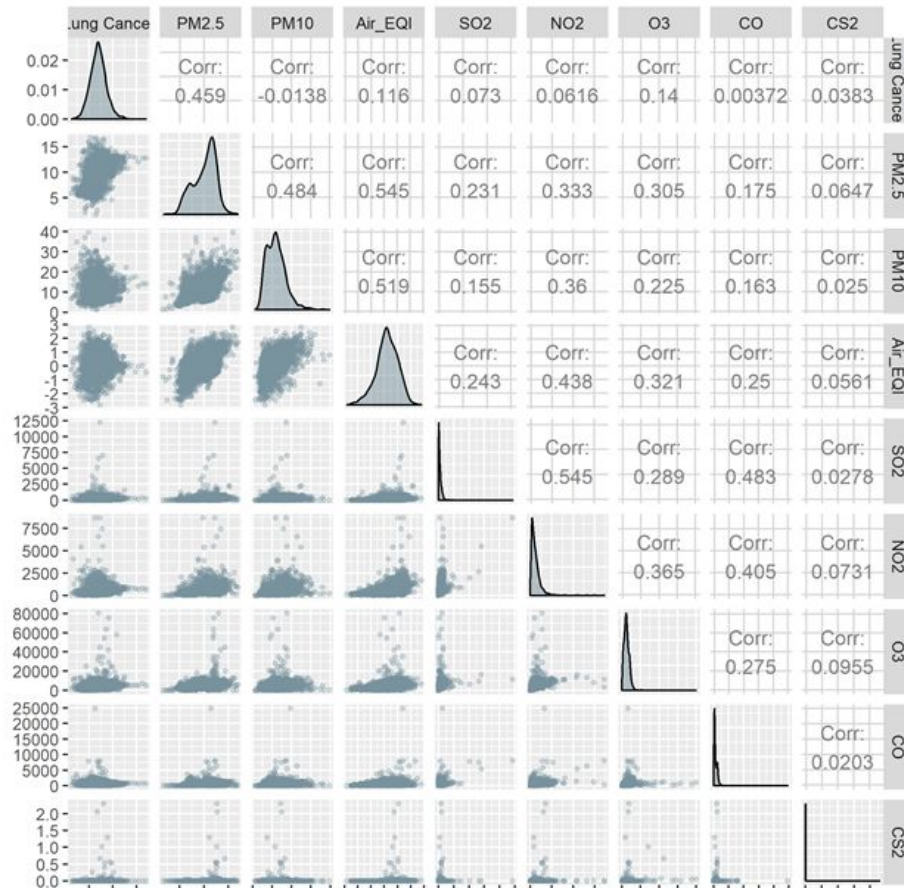 Lung Cance PM2.5 PM10 Air_EQI SO2 NO2 O3 CO CS2
0.02
0.01
0.00
Corr: Corr: Corr: Corr: Corr: Corr: Corr: Corr:
0.459 -0.0138 0.116 0.073 0.0616 0.14 0.00372 0.0383
Lung Cance
15
10
5
Corr: Corr: Corr: Corr: Corr: Corr: Corr:
0.484 0.545 0.231 0.333 0.305 0.175 0.0647
PM2.5
40
30
20
10
0
Corr: Corr: Corr: Corr: Corr: Corr:
0.519 0.155 0.36 0.225 0.163 0.025
PM10
3
2
1
0
-1
-2
-3
Corr: Corr: Corr: Corr: Corr:
0.243 0.438 0.321 0.25 0.0561
Air_EQI
12500
10000
7500
5000
2500
0
Corr: Corr: Corr: Corr:
0.545 0.289 0.483 0.0278
SO2
7500
5000
2500
0
Corr: Corr: Corr:
0.365 0.405 0.0731
NO2
80000
60000
40000
20000
0
Corr: Corr:
0.275 0.0955
O3
25000
20000
15000
10000
5000
0
Corr:
0.0203
CO
2.0
1.5
1.0
0.5
0.0
CS2